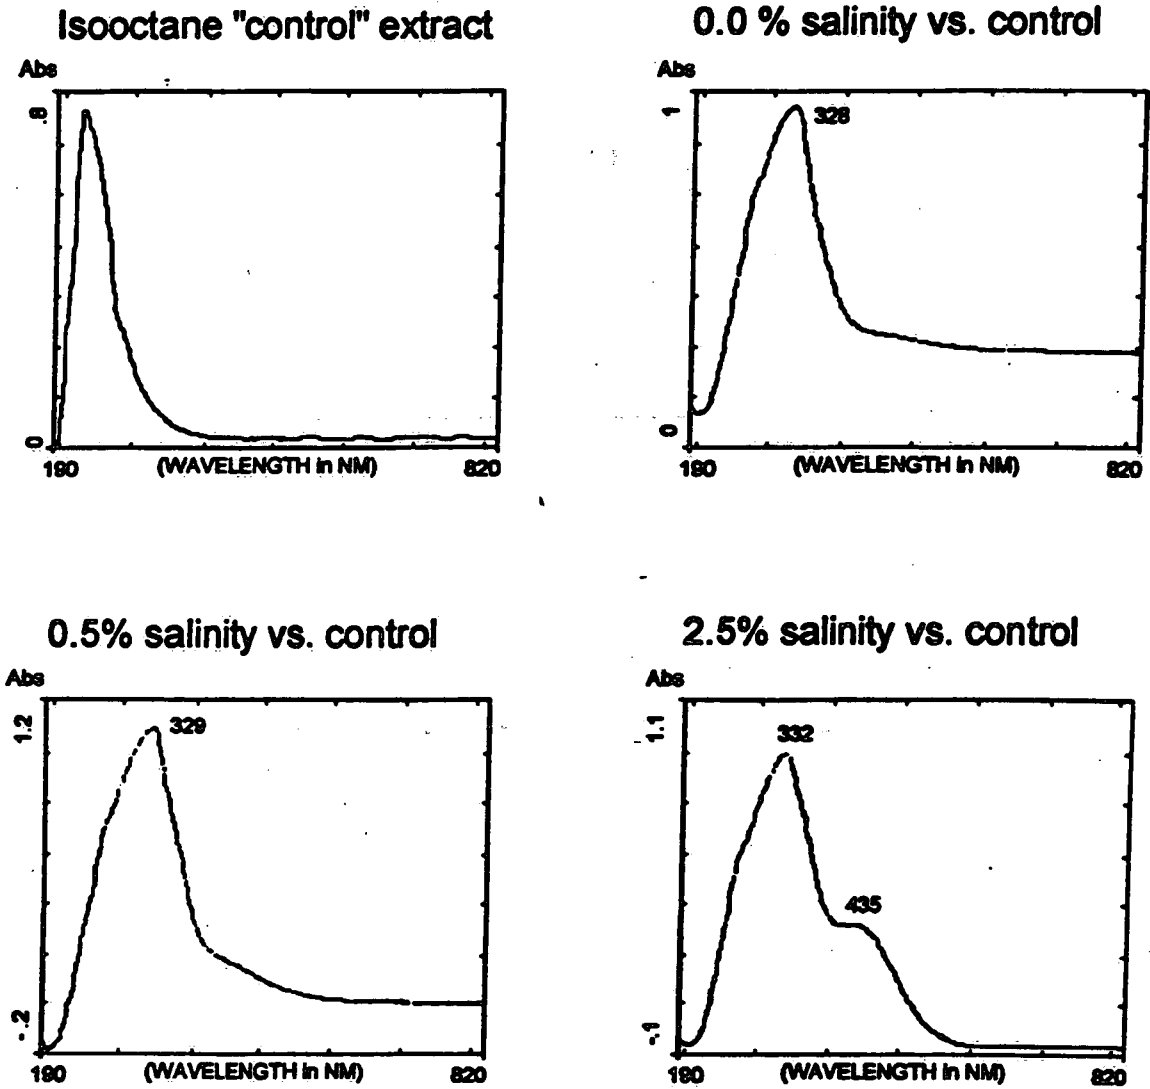 Isooctane "control" extract
Abs
.8
0
190
(WAVELENGTH in NM)
820
0.0 % salinity vs. control
Abs
1
328
0
190
(WAVELENGTH in NM)
820
0.5% salinity vs. control
Abs
1.2
329
-.2
190
(WAVELENGTH in NM)
820
2.5% salinity vs. control
Abs
1.1
332
435
-.1
190
(WAVELENGTH in NM)
820